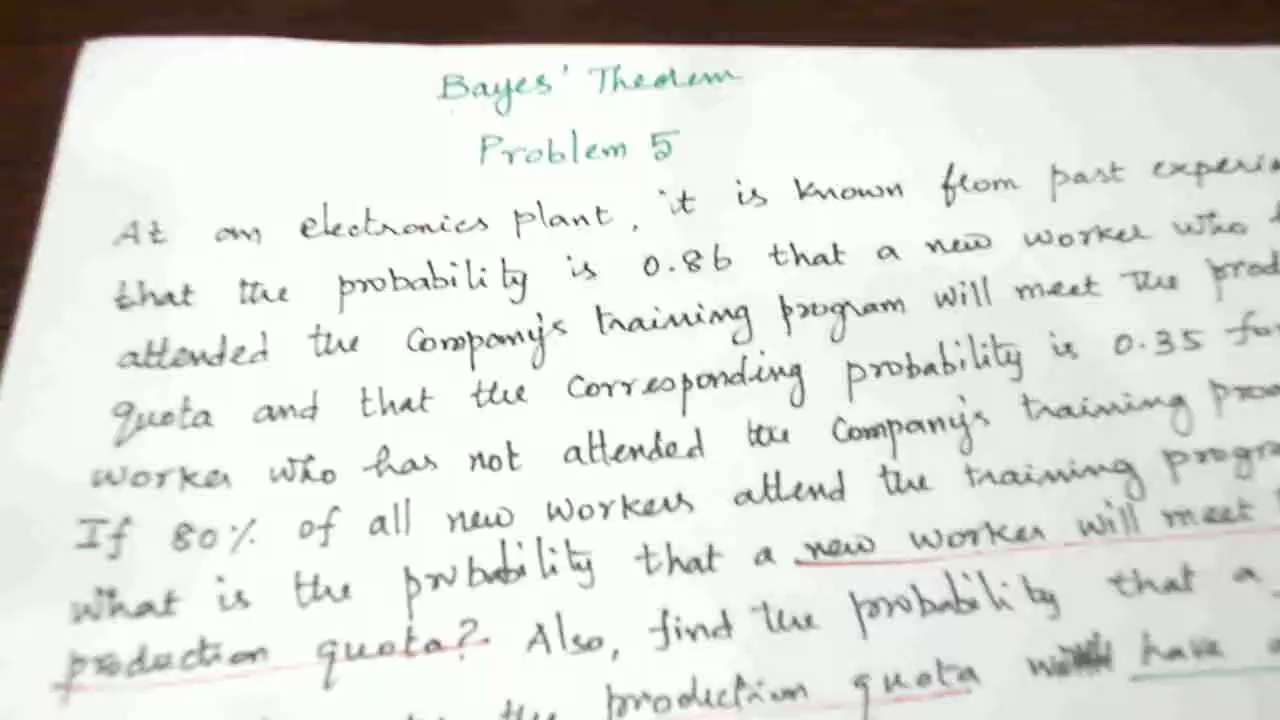 Bayes' Theorem
Problem 5
At an electronics plant, it is known from past
that the probability is 0.86 that a new worker who
attended the Company's training program will meet the
quota and that the corresponding probability is 0.35
worker who has not attended the Company's training
If 80% of all new workers attend the training
what is the probability that a new worker will meet
production quota? Also, find the probability that a
the production quota have